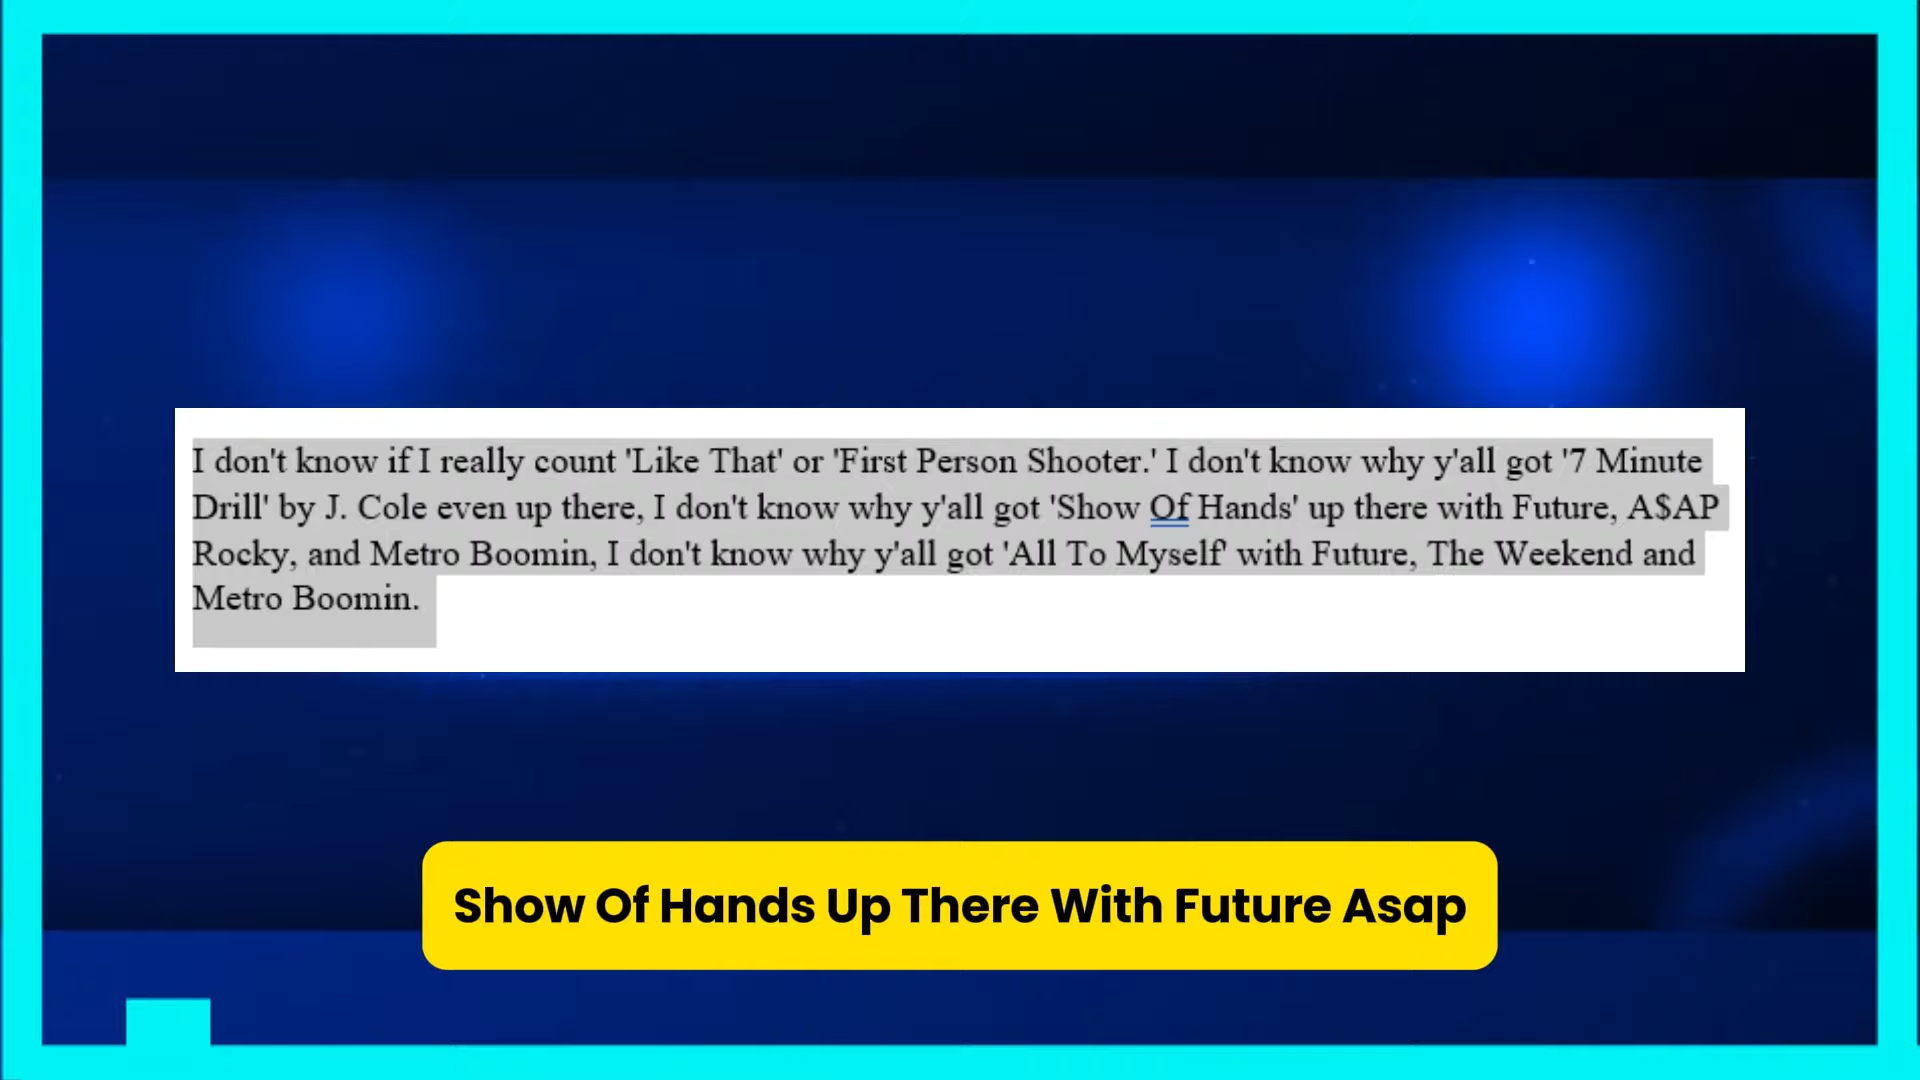 I don't know if I really count 'Like That' or 'First Person Shooter.' I don't know why y'all got '7 Minute
Drill' by J. Cole even up there, I don't know why y'all got 'Show Of Hands' up there with Future, A$AP
Rocky, and Metro Boomin, I don't know why y'all got 'All To Myself' with Future, The Weekend and
Metro Boomin.
Show Of Hands Up There With Future Asap